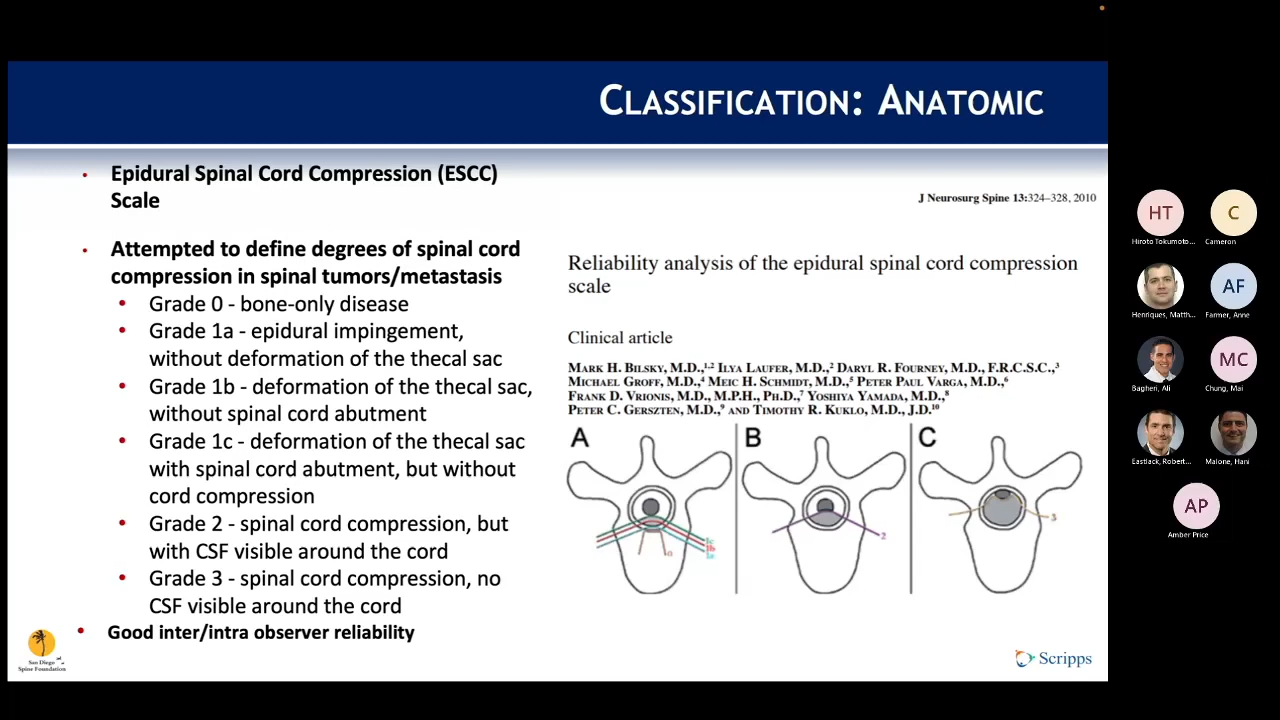 CLASSIFICATION: ANATOMIC
• Epidural Spinal Cord Compression (ESCC)
Scale
• Attempted to define degrees of spinal cord
compression in spinal tumors/metastasis
• Grade 0 - bone-only disease
• Grade 1a - epidural impingement,
without deformation of the thecal sac
• Grade 1b - deformation of the thecal sac,
without spinal cord abutment
• Grade 1c - deformation of the thecal sac
with spinal cord abutment, but without
cord compression
• Grade 2 - spinal cord compression, but
with CSF visible around the cord
• Grade 3 - spinal cord compression, no
CSF visible around the cord
• Good inter/intra observer reliability
San Diego
Spine Foundation
J Neurosurg Spine 13:324–328, 2010
Reliability analysis of the epidural spinal cord compression
scale
Clinical article
MARK H. BILSKY, M.D.,1,2 ILYA LAUFER, M.D.,2 DARYL R. FOURNEY, M.D., F.R.C.S.C.,3
MICHAEL GROFF, M.D.,4 MEIC H. SCHMIDT, M.D.,5 PETER PAUL VARGA, M.D.,6
FRANK D. VRIONIS, M.D., M.P.H., PH.D.,7 YOSHIYA YAMADA, M.D.,8
PETER C. GERSZTEN, M.D.,9 AND TIMOTHY R. KUKLO, M.D., J.D.10
A
B
C
1c
1b
1a
0
2
3
Scripps
HT
Hiroto Tokumoto...
C
Cameron
Henriques, Matth...
AF
Farmer, Anne
Bagheri, Ali
MC
Chung, Mai
Eastlack, Robert...
Malone, Hani
AP
Amber Price